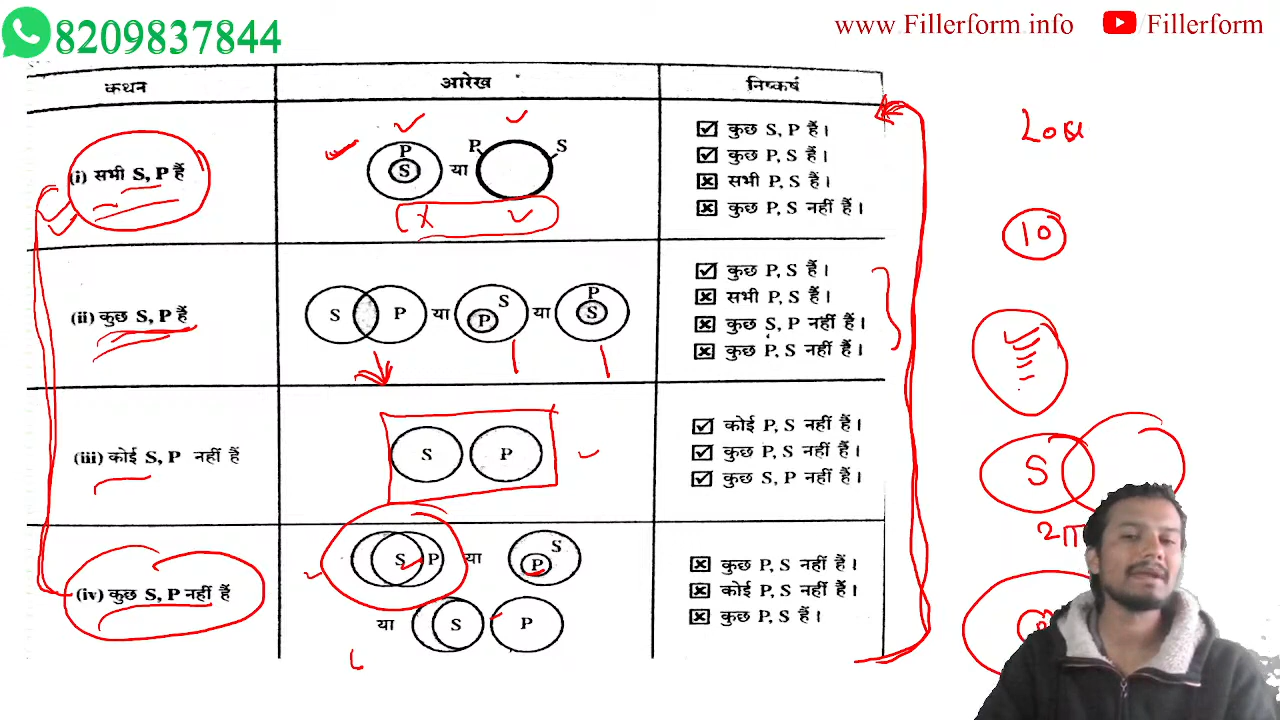 8209837844
www.Fillerform.info /Fillerform
कथन आरेख निष्कर्ष
(i) सभी S, P हैं
P S या P S
कुछ S, P हैं।
कुछ P, S हैं।
सभी P, S हैं।
कुछ P, S नहीं हैं।
(ii) कुछ S, P हैं
S P या S P या P S
कुछ P, S हैं।
सभी P, S हैं।
कुछ S, P नहीं हैं।
कुछ P, S नहीं हैं।
(iii) कोई S, P नहीं हैं
S P
कोई P, S नहीं हैं।
कुछ P, S नहीं हैं।
कुछ S, P नहीं हैं।
(iv) कुछ S, P नहीं हैं
S P या S P
या S P
कुछ P, S नहीं हैं।
कोई P, S नहीं हैं।
कुछ P, S हैं।
10
S